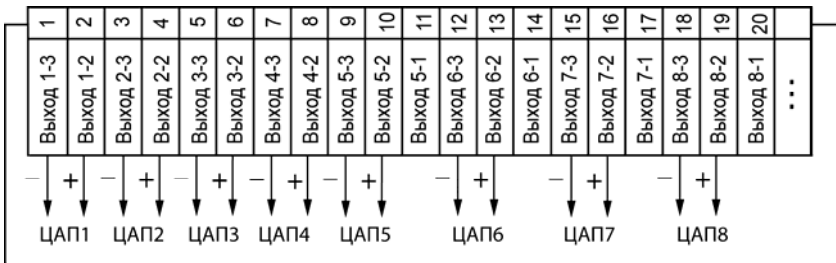 1 2 3 4 5 6 7 8 9 10 11 12 13 14 15 16 17 18 19 20
Выход 1-3
Выход 1-2
Выход 2-3
Выход 2-2
Выход 3-3
Выход 3-2
Выход 4-3
Выход 4-2
Выход 5-3
Выход 5-2
Выход 5-1
Выход 6-3
Выход 6-2
Выход 6-1
Выход 7-3
Выход 7-2
Выход 7-1
Выход 8-3
Выход 8-2
Выход 8-1
...
– + – + – + – + – + – + – + – +
ЦАП1 ЦАП2 ЦАП3 ЦАП4 ЦАП5 ЦАП6 ЦАП7 ЦАП8